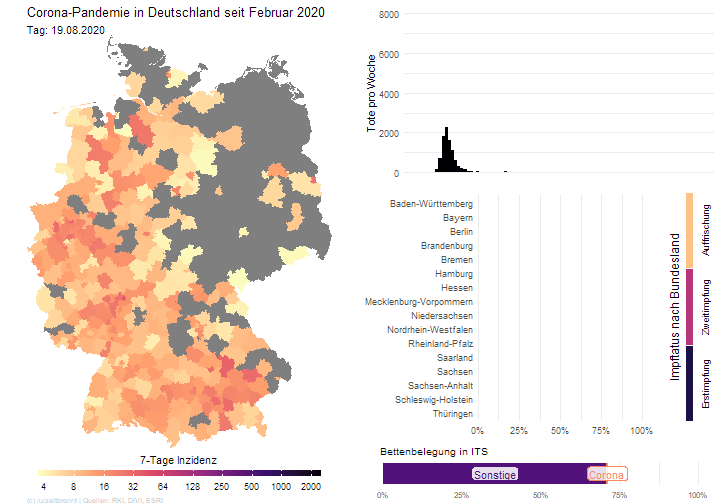 Corona-Pandemie in Deutschland seit Februar 2020
Tag: 19.08.2020
7-Tage Inzidenz
4 8 16 32 64 128 250 500 1000 2000
Tote pro Woche
8000
6000
4000
2000
0
Impfstatus nach Bundesland
Baden-Württemberg
Bayern
Berlin
Brandenburg
Bremen
Hamburg
Hessen
Mecklenburg-Vorpommern
Niedersachsen
Nordrhein-Westfalen
Rheinland-Pfalz
Saarland
Sachsen
Sachsen-Anhalt
Schleswig-Holstein
Thüringen
0% 25% 50% 75% 100%
Auffrischung
Zweitimpfung
Erstimpfung
Bettenbelegung in ITS
Sonstige
Corona
0% 25% 50% 75% 100%
Quellen: RKI, DIVI, ESRI